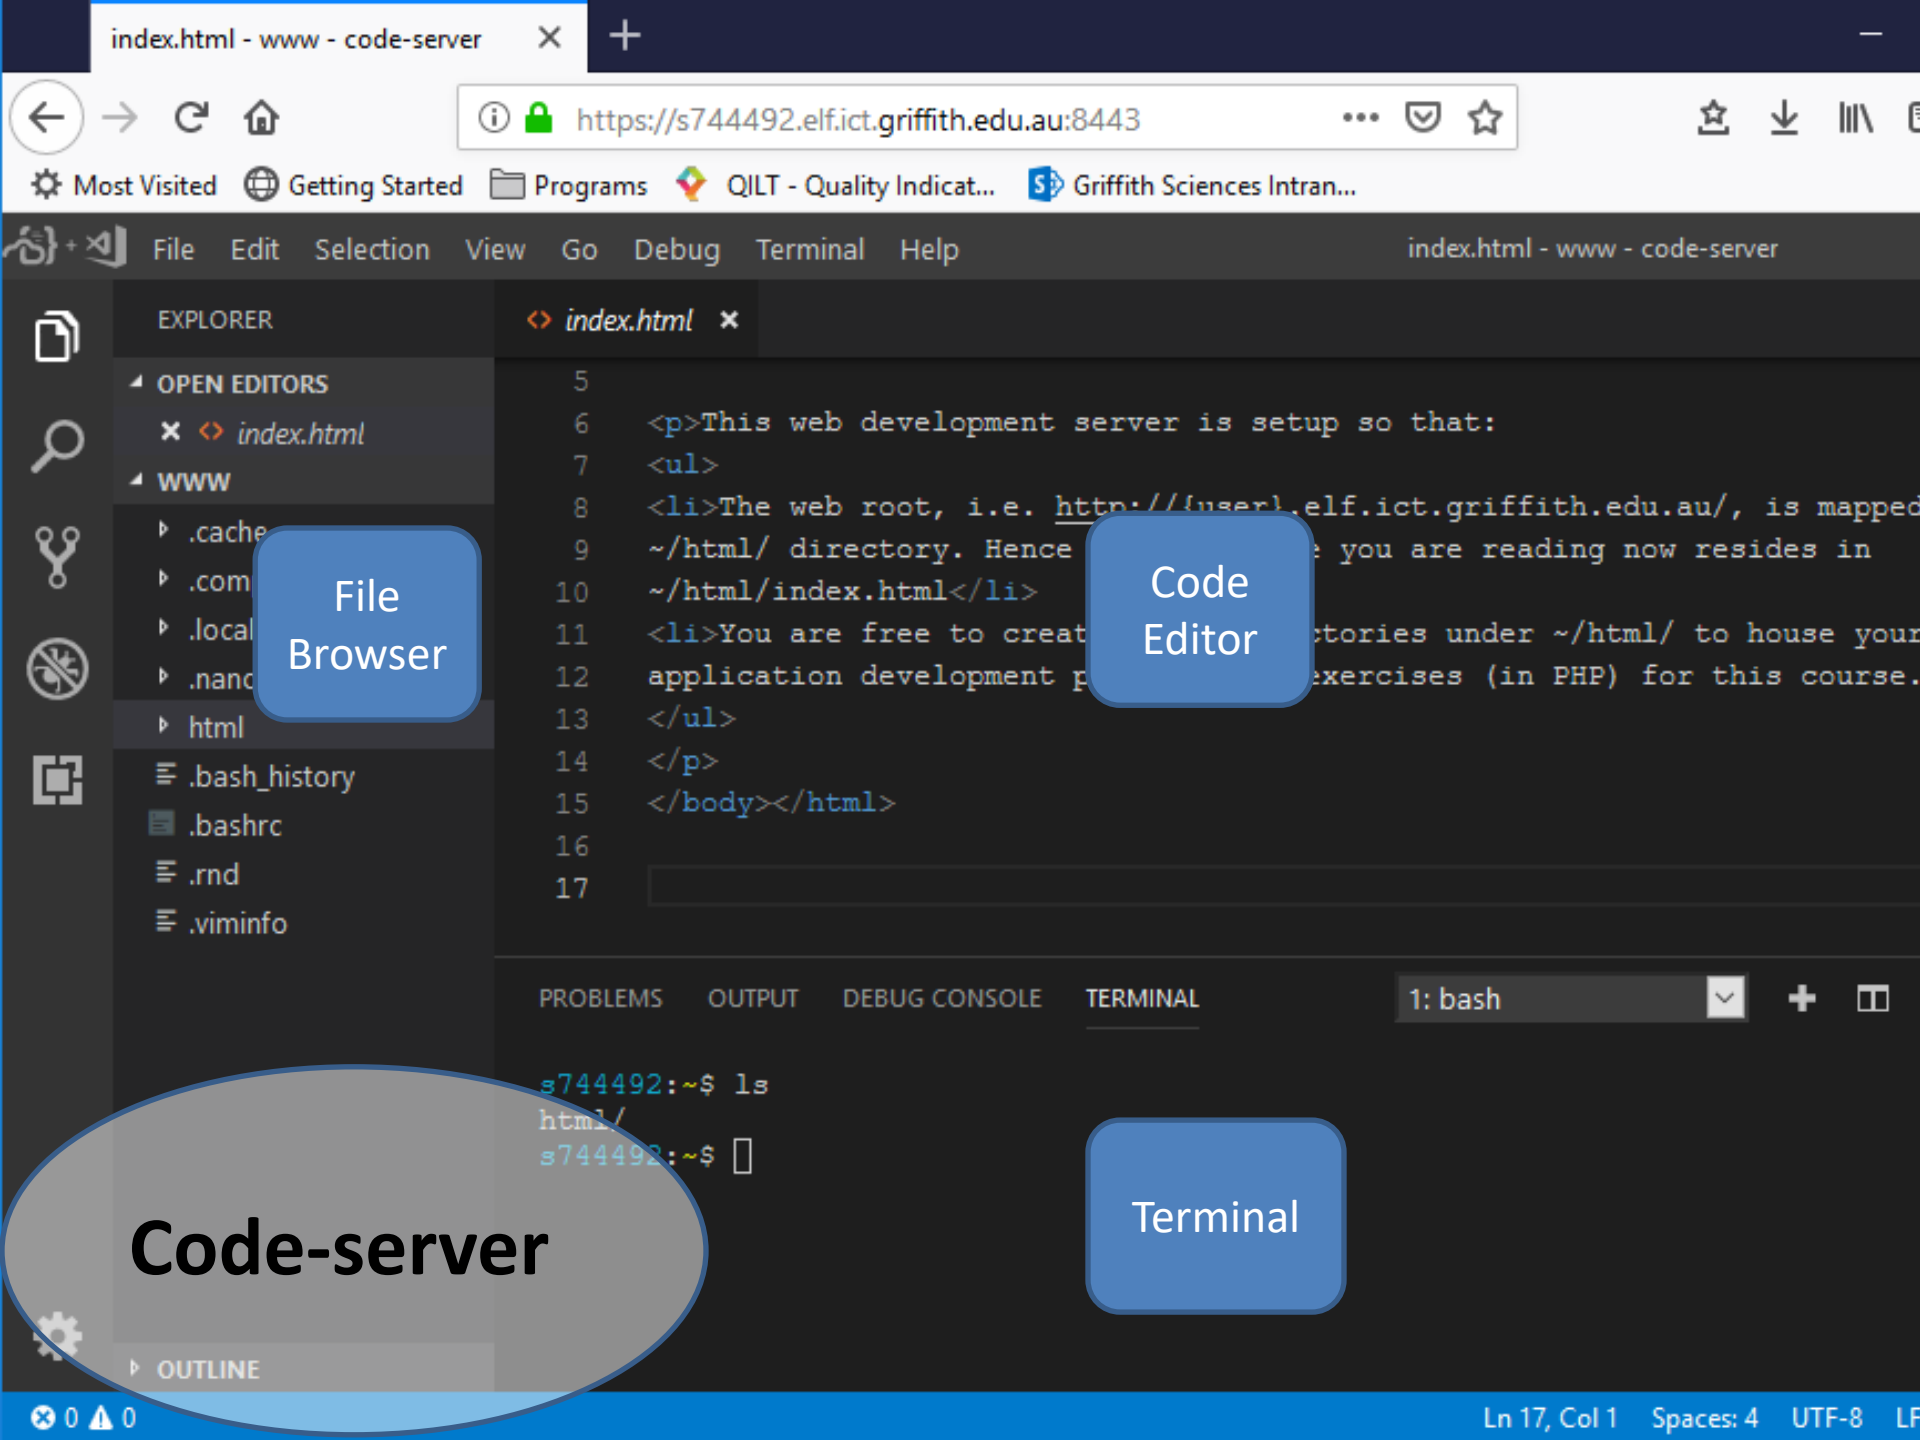 index.html - www - code-server
https://s744492.elf.ict.griffith.edu.au:8443
Most Visited Getting Started Programs QILT - Quality Indicat... Griffith Sciences Intran...
File Edit Selection View Go Debug Terminal Help index.html - www - code-server
EXPLORER
OPEN EDITORS
index.html
WWW
.cache
.com
.local
.nano
html
.bash_history
.bashrc
.rnd
.viminfo
OUTLINE
File
Browser
index.html
5
6 <p>This web development server is setup so that:
7 <ul>
8 <li>The web root, i.e. http://{user}.elf.ict.griffith.edu.au/, is mapped
9 ~/html/ directory. Hence you are reading now resides in
10 ~/html/index.html</li>
11 <li>You are free to creat ctories under ~/html/ to house your
12 application development p exercises (in PHP) for this course.
13 </ul>
14 </p>
15 </body></html>
16
17
Code
Editor
PROBLEMS OUTPUT DEBUG CONSOLE TERMINAL 1: bash
s744492:~$ ls
html/
s744492:~$
Terminal
Code-server
0 0 Ln 17, Col 1 Spaces: 4 UTF-8 LF